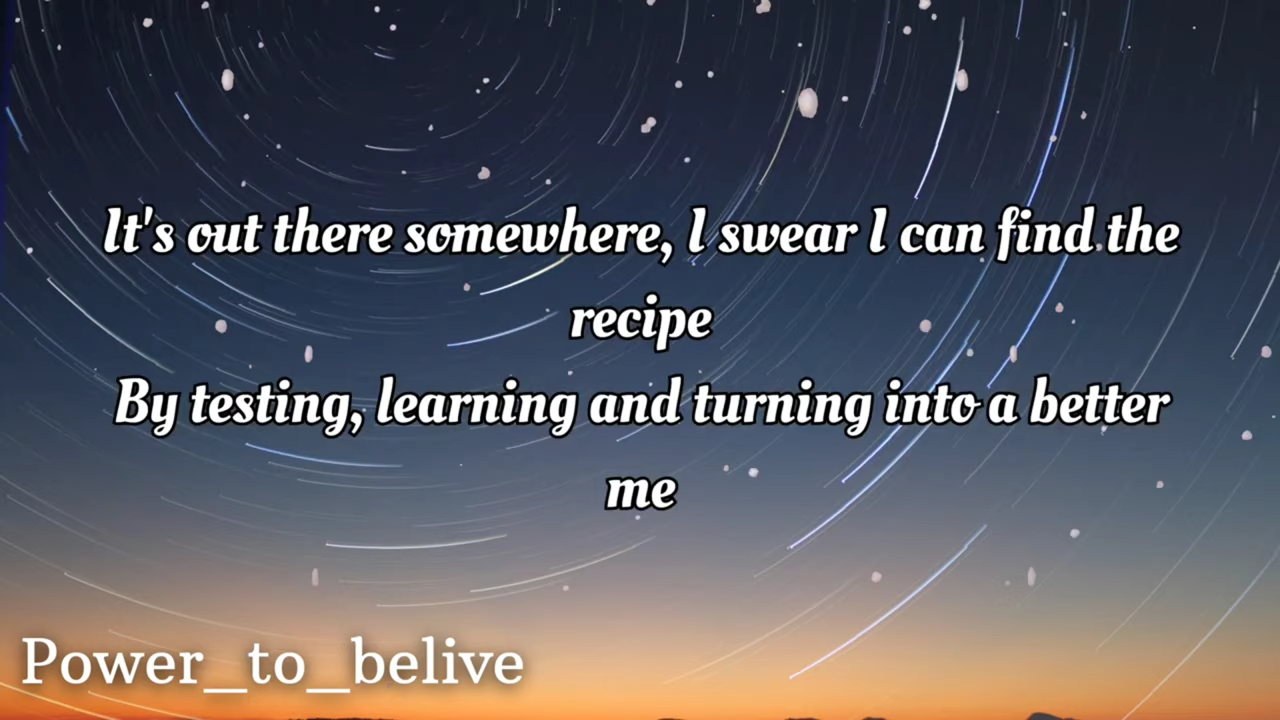 It's out there somewhere, I swear I can find the
recipe
By testing, learning and turning into a better
me
Power_to_belive